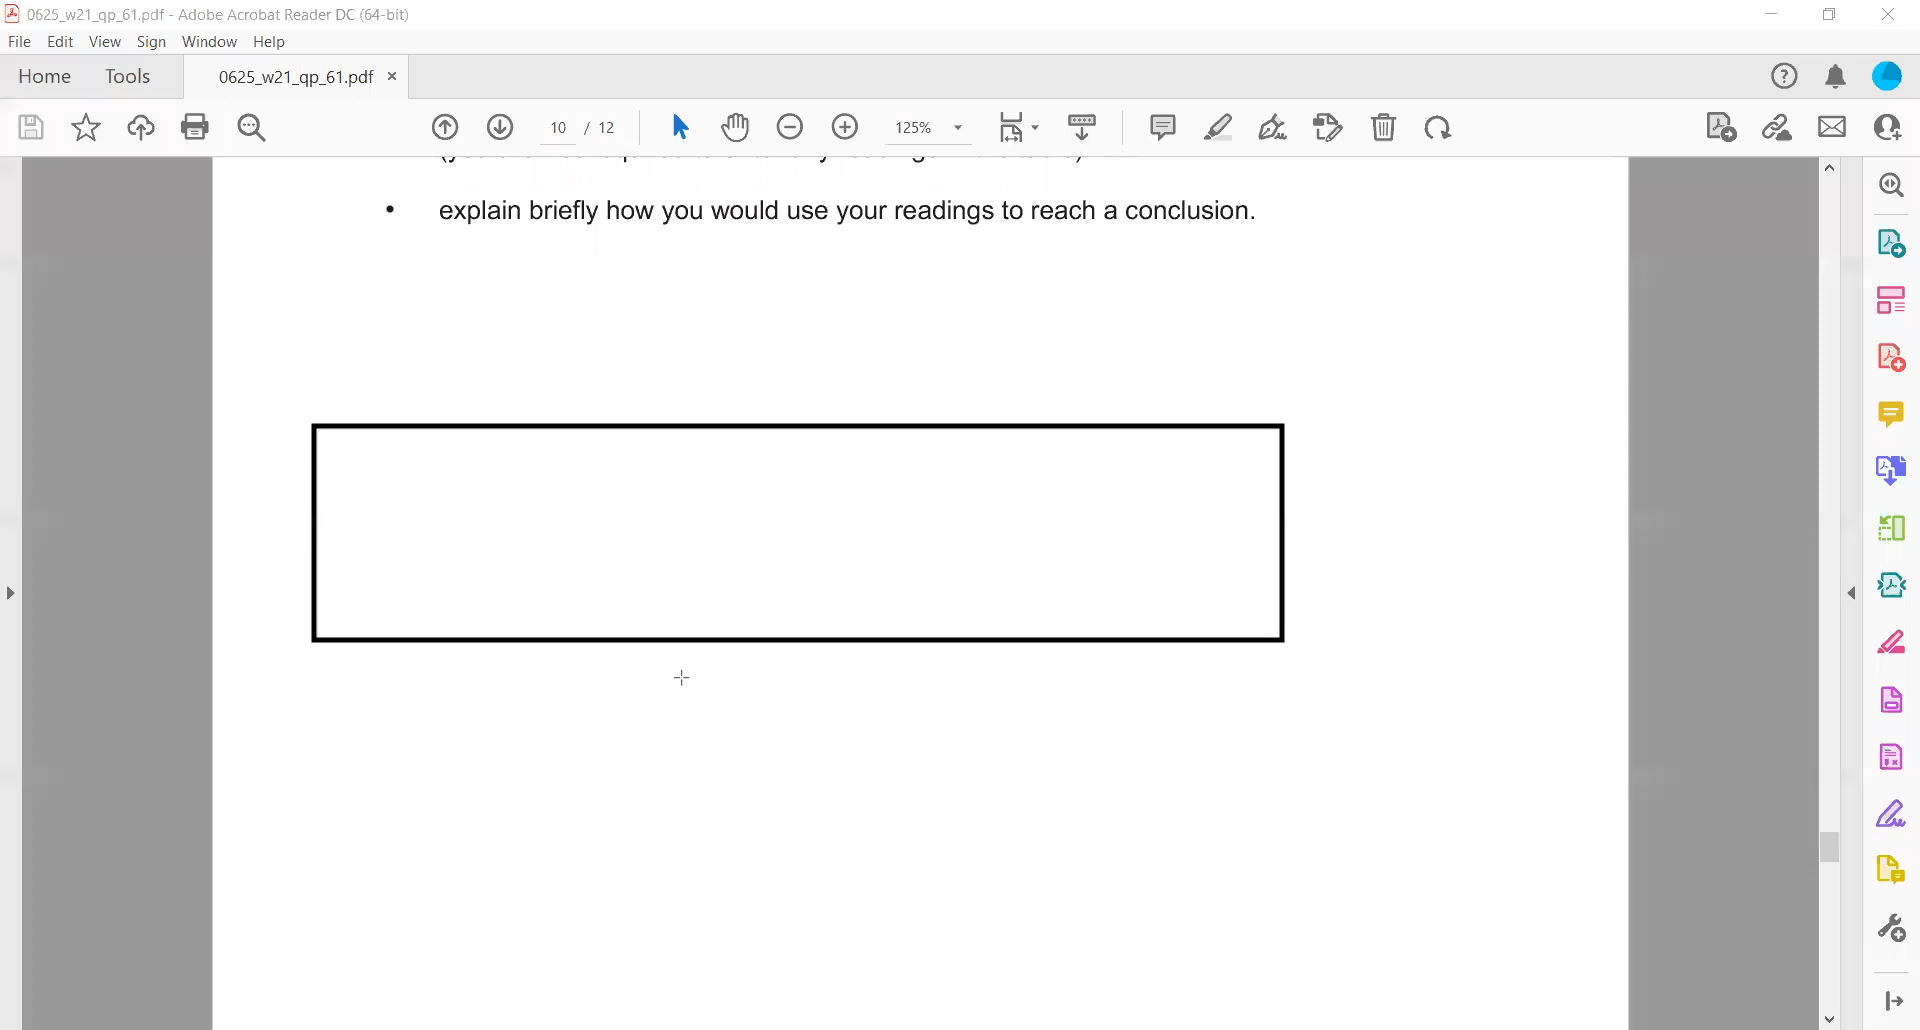 0625_w21_qp_61.pdf - Adobe Acrobat Reader DC (64-bit)
File Edit View Sign Window Help
Home Tools 0625_w21_qp_61.pdf ×
10 / 12 125%
• explain briefly how you would use your readings to reach a conclusion.